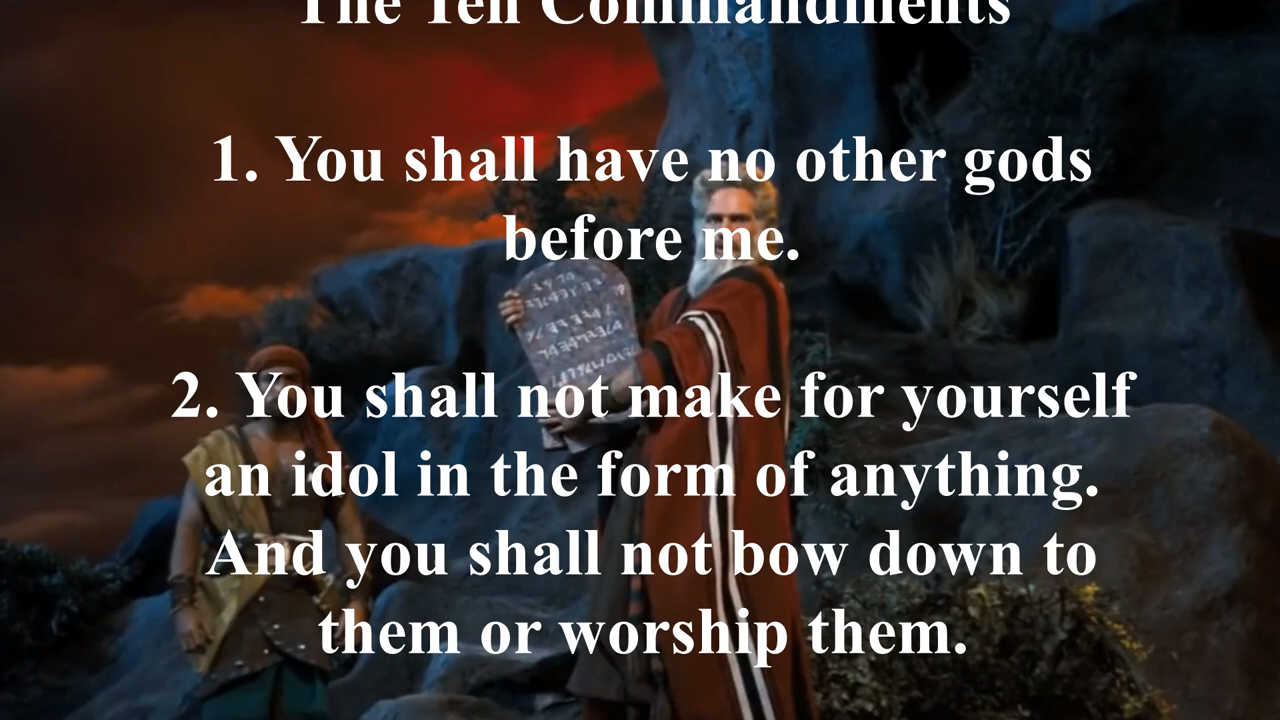 The Ten Commandments
1. You shall have no other gods
before me.
2. You shall not make for yourself
an idol in the form of anything.
And you shall not bow down to
them or worship them.